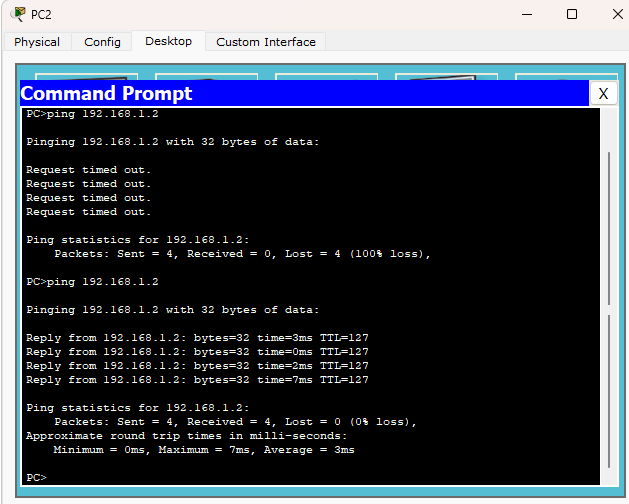 PC2
Physical Config Desktop Custom Interface
Command Prompt X
PC>ping 192.168.1.2
Pinging 192.168.1.2 with 32 bytes of data:
Request timed out.
Request timed out.
Request timed out.
Request timed out.
Ping statistics for 192.168.1.2:
Packets: Sent = 4, Received = 0, Lost = 4 (100% loss),
PC>ping 192.168.1.2
Pinging 192.168.1.2 with 32 bytes of data:
Reply from 192.168.1.2: bytes=32 time=3ms TTL=127
Reply from 192.168.1.2: bytes=32 time=0ms TTL=127
Reply from 192.168.1.2: bytes=32 time=2ms TTL=127
Reply from 192.168.1.2: bytes=32 time=7ms TTL=127
Ping statistics for 192.168.1.2:
Packets: Sent = 4, Received = 4, Lost = 0 (0% loss),
Approximate round trip times in milli-seconds:
Minimum = 0ms, Maximum = 7ms, Average = 3ms
PC>